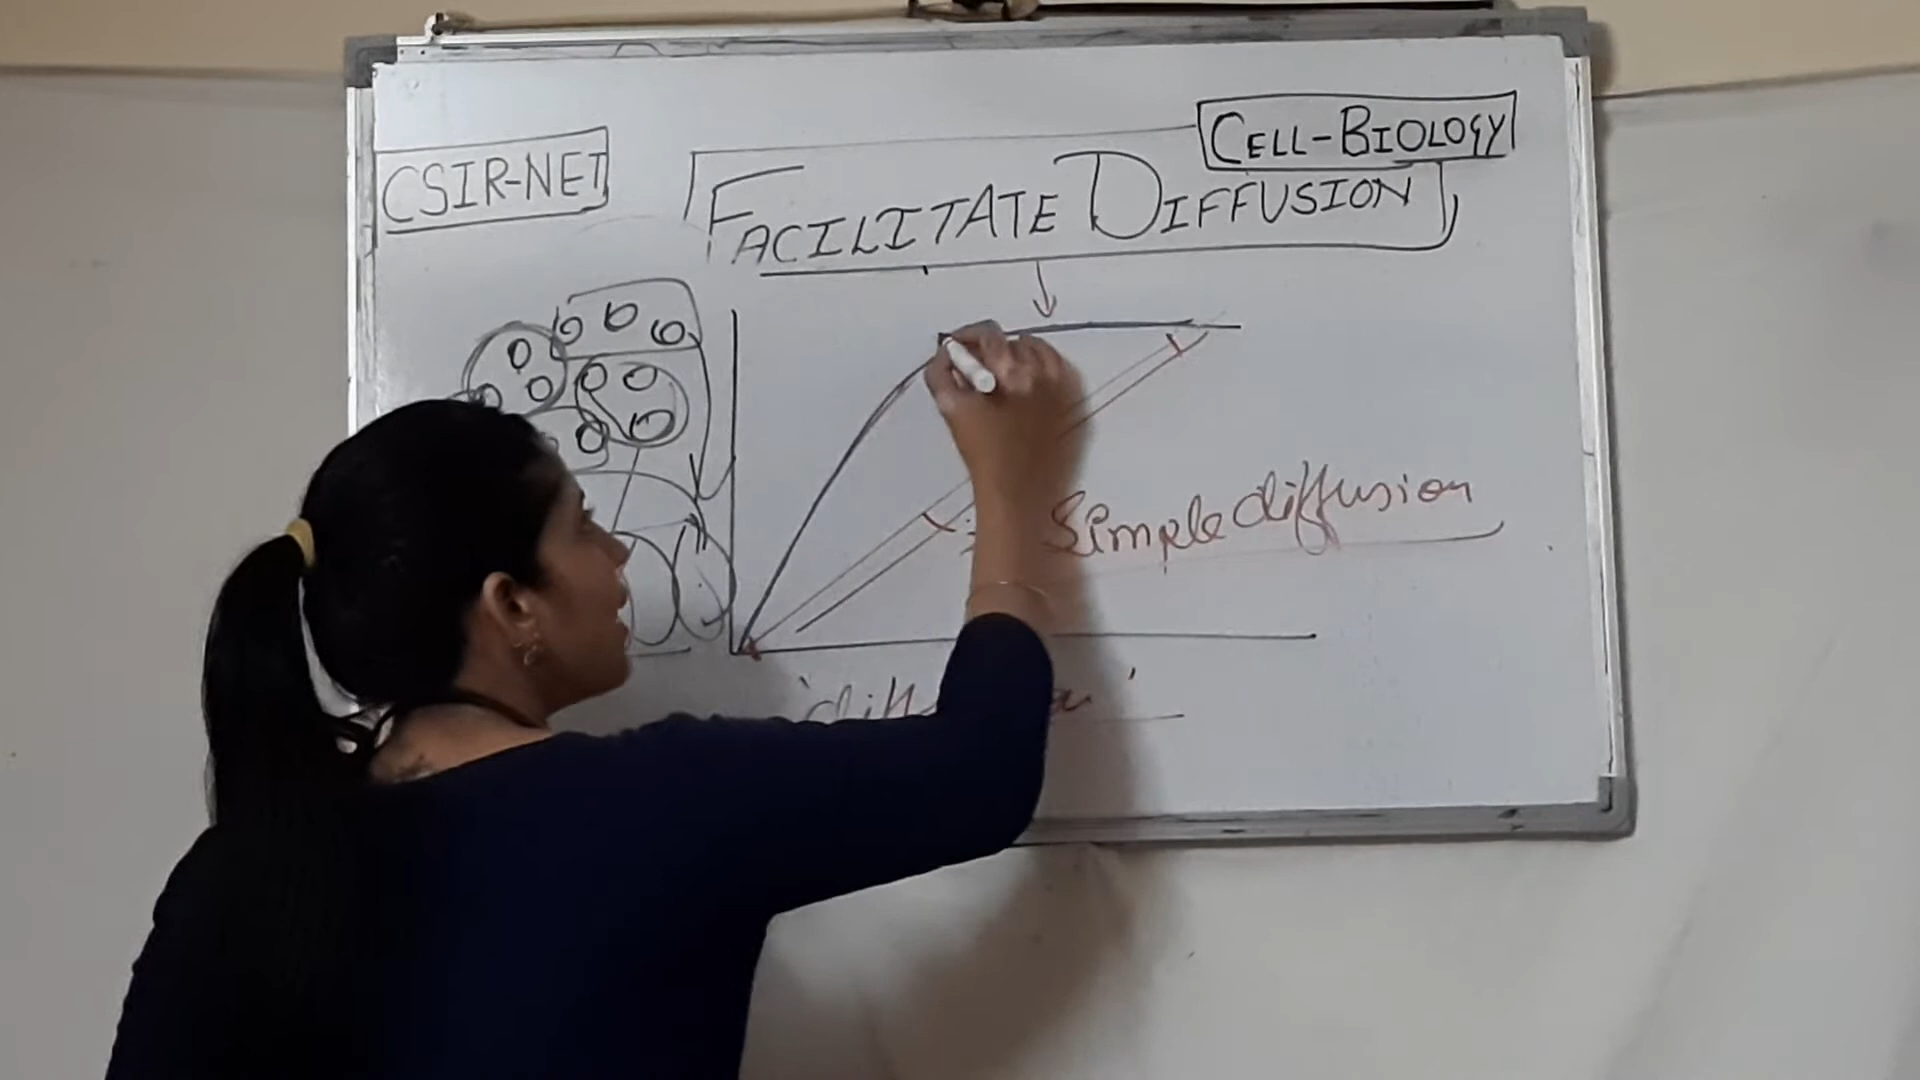 CELL-BIOLOGY
CSIR-NET
FACILITATE DIFFUSION
Simple diffusion